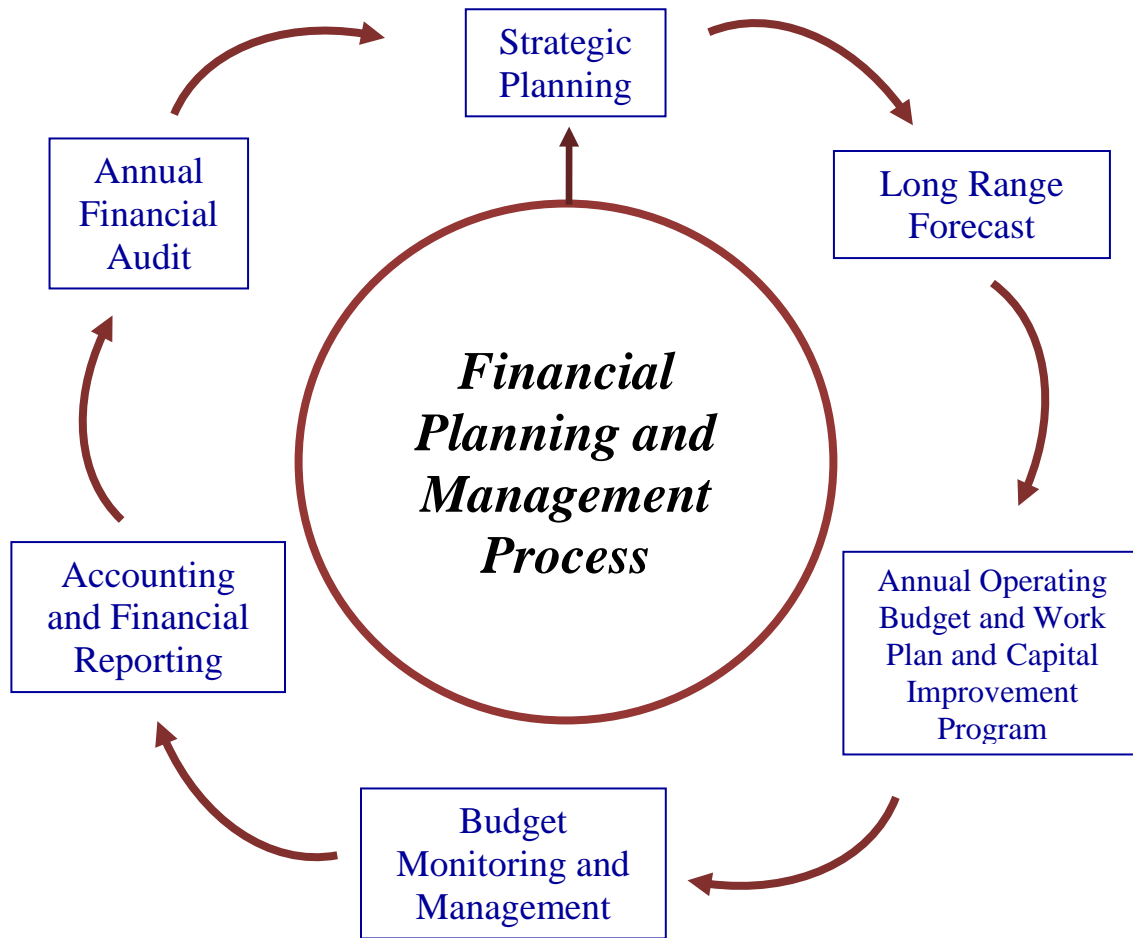 Strategic
Planning
Long Range
Forecast
Annual Operating
Budget and Work
Plan and Capital
Improvement
Program
Budget
Monitoring and
Management
Accounting
and Financial
Reporting
Annual
Financial
Audit
Financial
Planning and
Management
Process